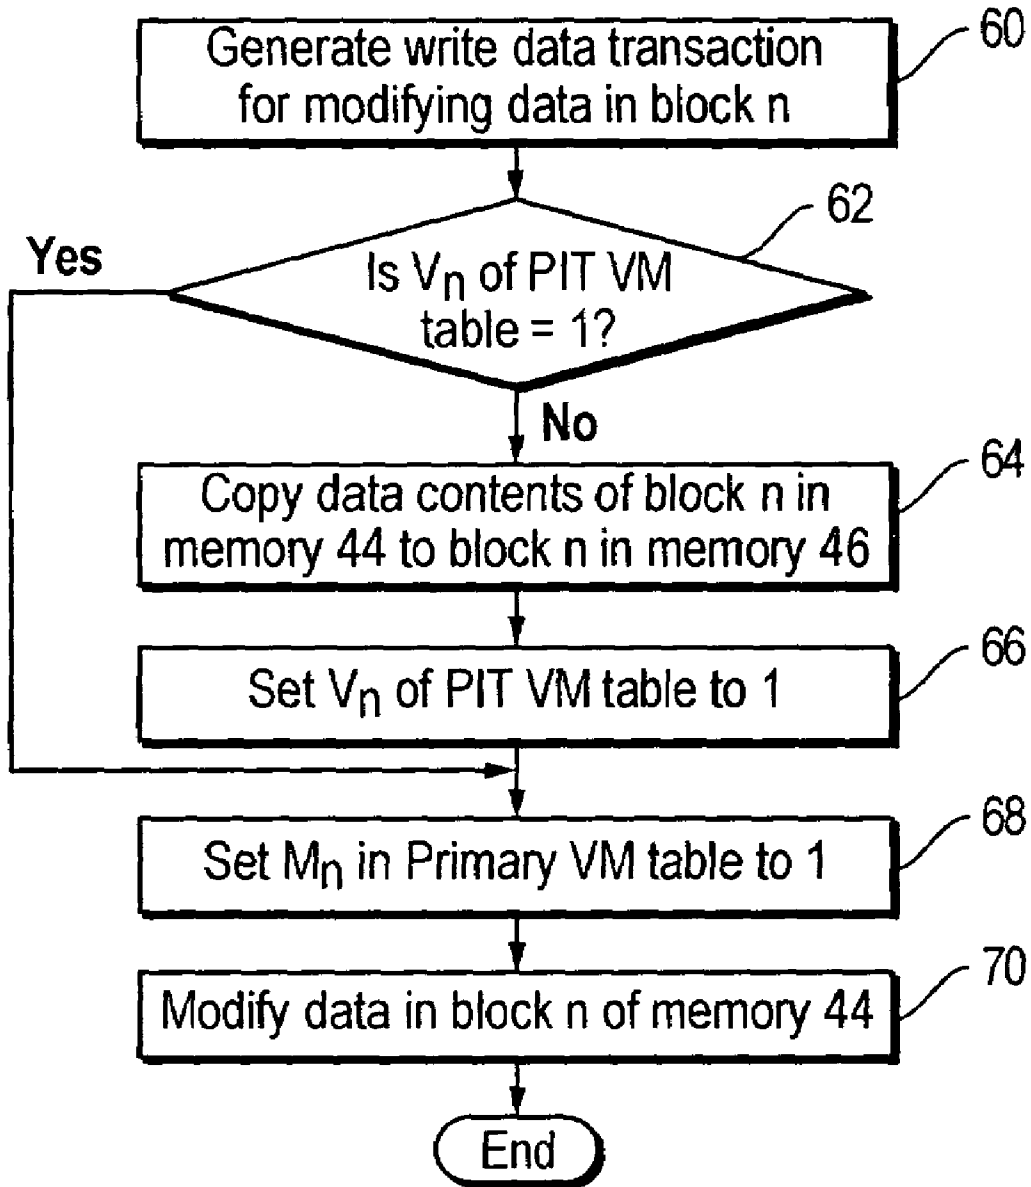 Generate write data transaction
for modifying data in block n
60
62
Yes
Is Vn of PIT VM
table = 1?
No
64
Copy data contents of block n in
memory 44 to block n in memory 46
66
Set Vn of PIT VM table to 1
68
Set Mn in Primary VM table to 1
70
Modify data in block n of memory 44
End